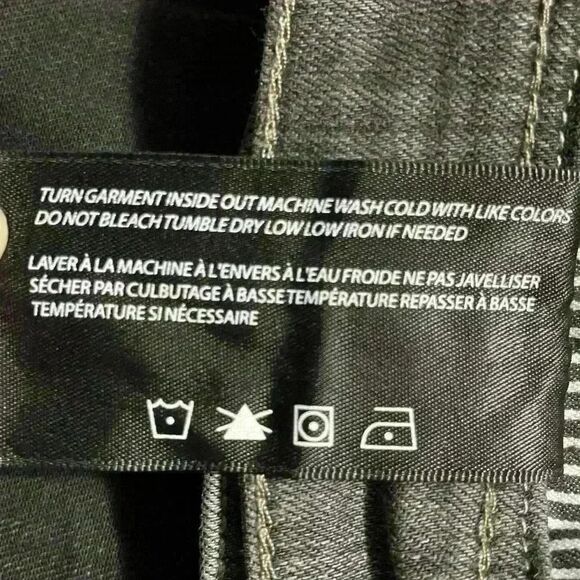 TURN GARMENT INSIDE OUT MACHINE WASH COLD WITH LIKE COLORS
DO NOT BLEACH TUMBLE DRY LOW LOW IRON IF NEEDED
LAVER À LA MACHINE À L'ENVERS À L'EAU FROIDE NE PAS JAVELLISER
SÉCHER PAR CULBUTAGE À BASSE TEMPÉRATURE REPASSER À BASSE
TEMPÉRATURE SI NÉCESSAIRE